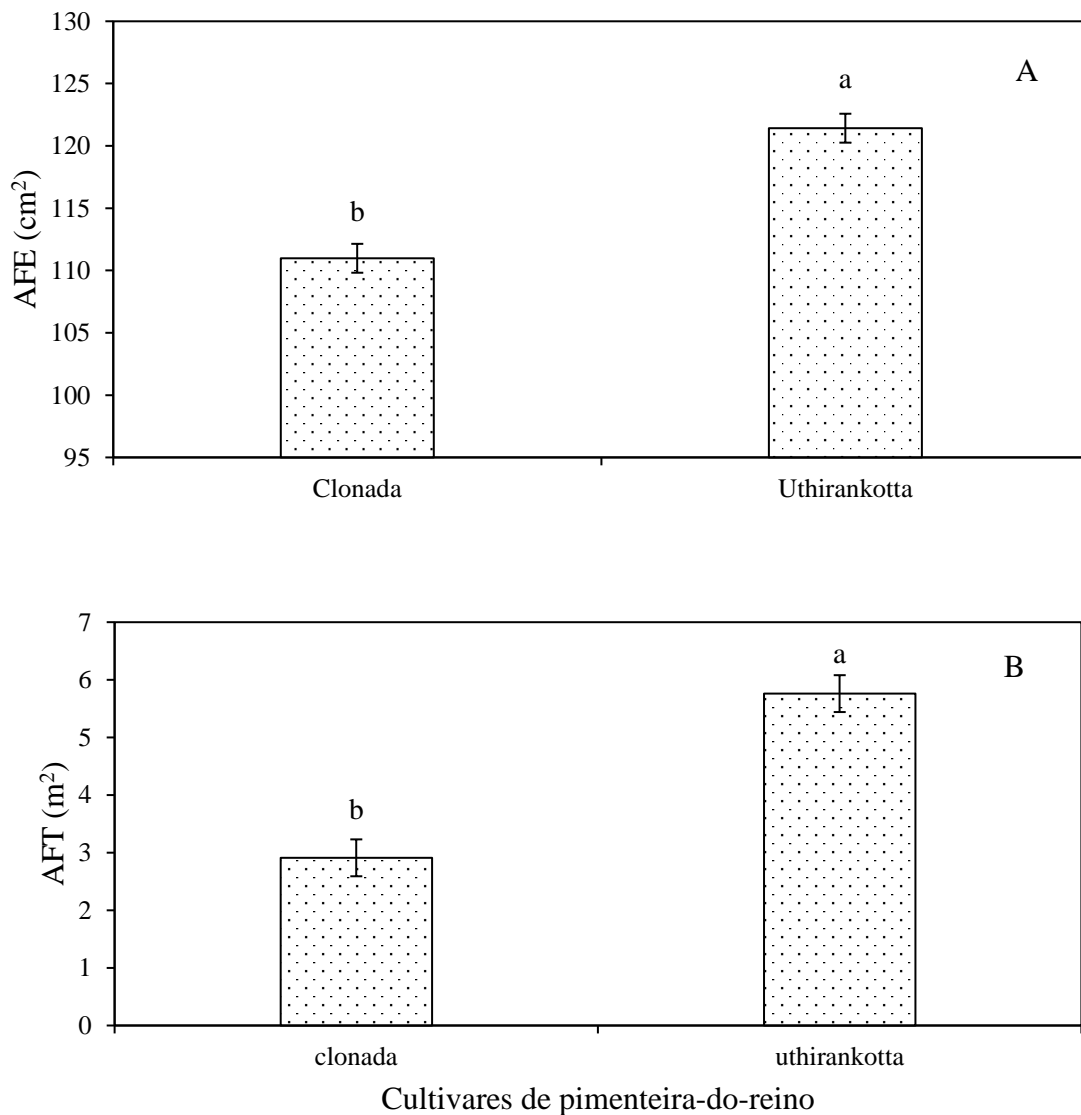 130
A
125
a
120
AFE (cm²)
115
b
110
105
100
95
Clonada Uthirankotta
7
a
B
6
5
4
AFT (m²)
b
3
2
1
0
clonada uthirankotta
Cultivares de pimenteira-do-reino